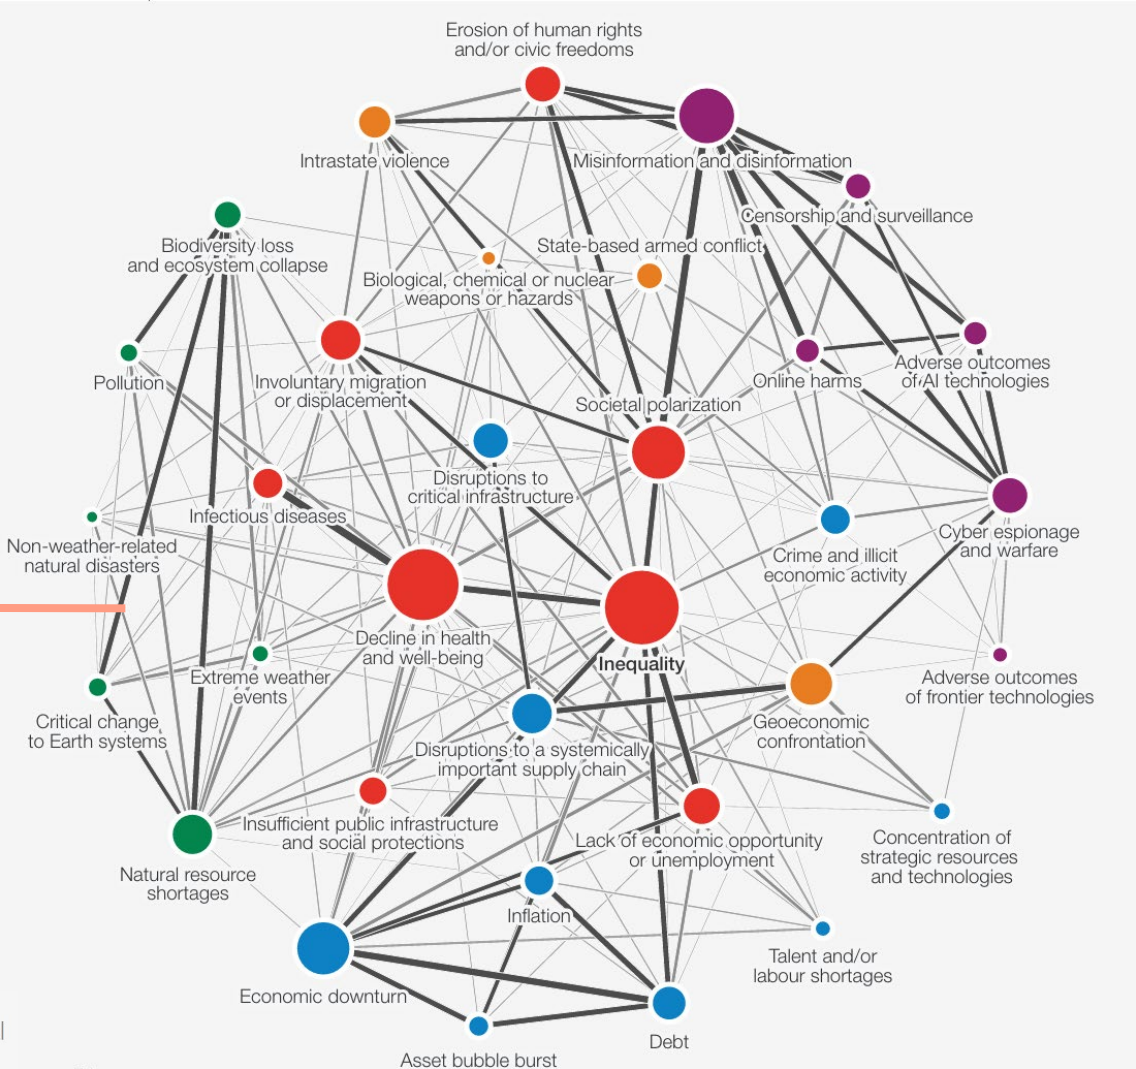 Erosion of human rights
and/or civic freedoms
Intrastate violence
Misinformation and disinformation
Censorship and surveillance
Biodiversity loss
and ecosystem collapse
State-based armed conflict
Biological, chemical or nuclear
weapons or hazards
Pollution
Involuntary migration
or displacement
Online harms
Adverse outcomes
of AI technologies
Societal polarization
Disruptions to
critical infrastructure
Infectious diseases
Non-weather-related
natural disasters
Crime and illicit
economic activity
Cyber espionage
and warfare
Decline in health
and well-being
Inequality
Extreme weather
events
Adverse outcomes
of frontier technologies
Critical change
to Earth systems
Geoeconomic
confrontation
Disruptions to a systemically
important supply chain
Insufficient public infrastructure
and social protections
Lack of economic opportunity
or unemployment
Concentration of
strategic resources
and technologies
Natural resource
shortages
Inflation
Talent and/or
labour shortages
Economic downturn
Debt
Asset bubble burst